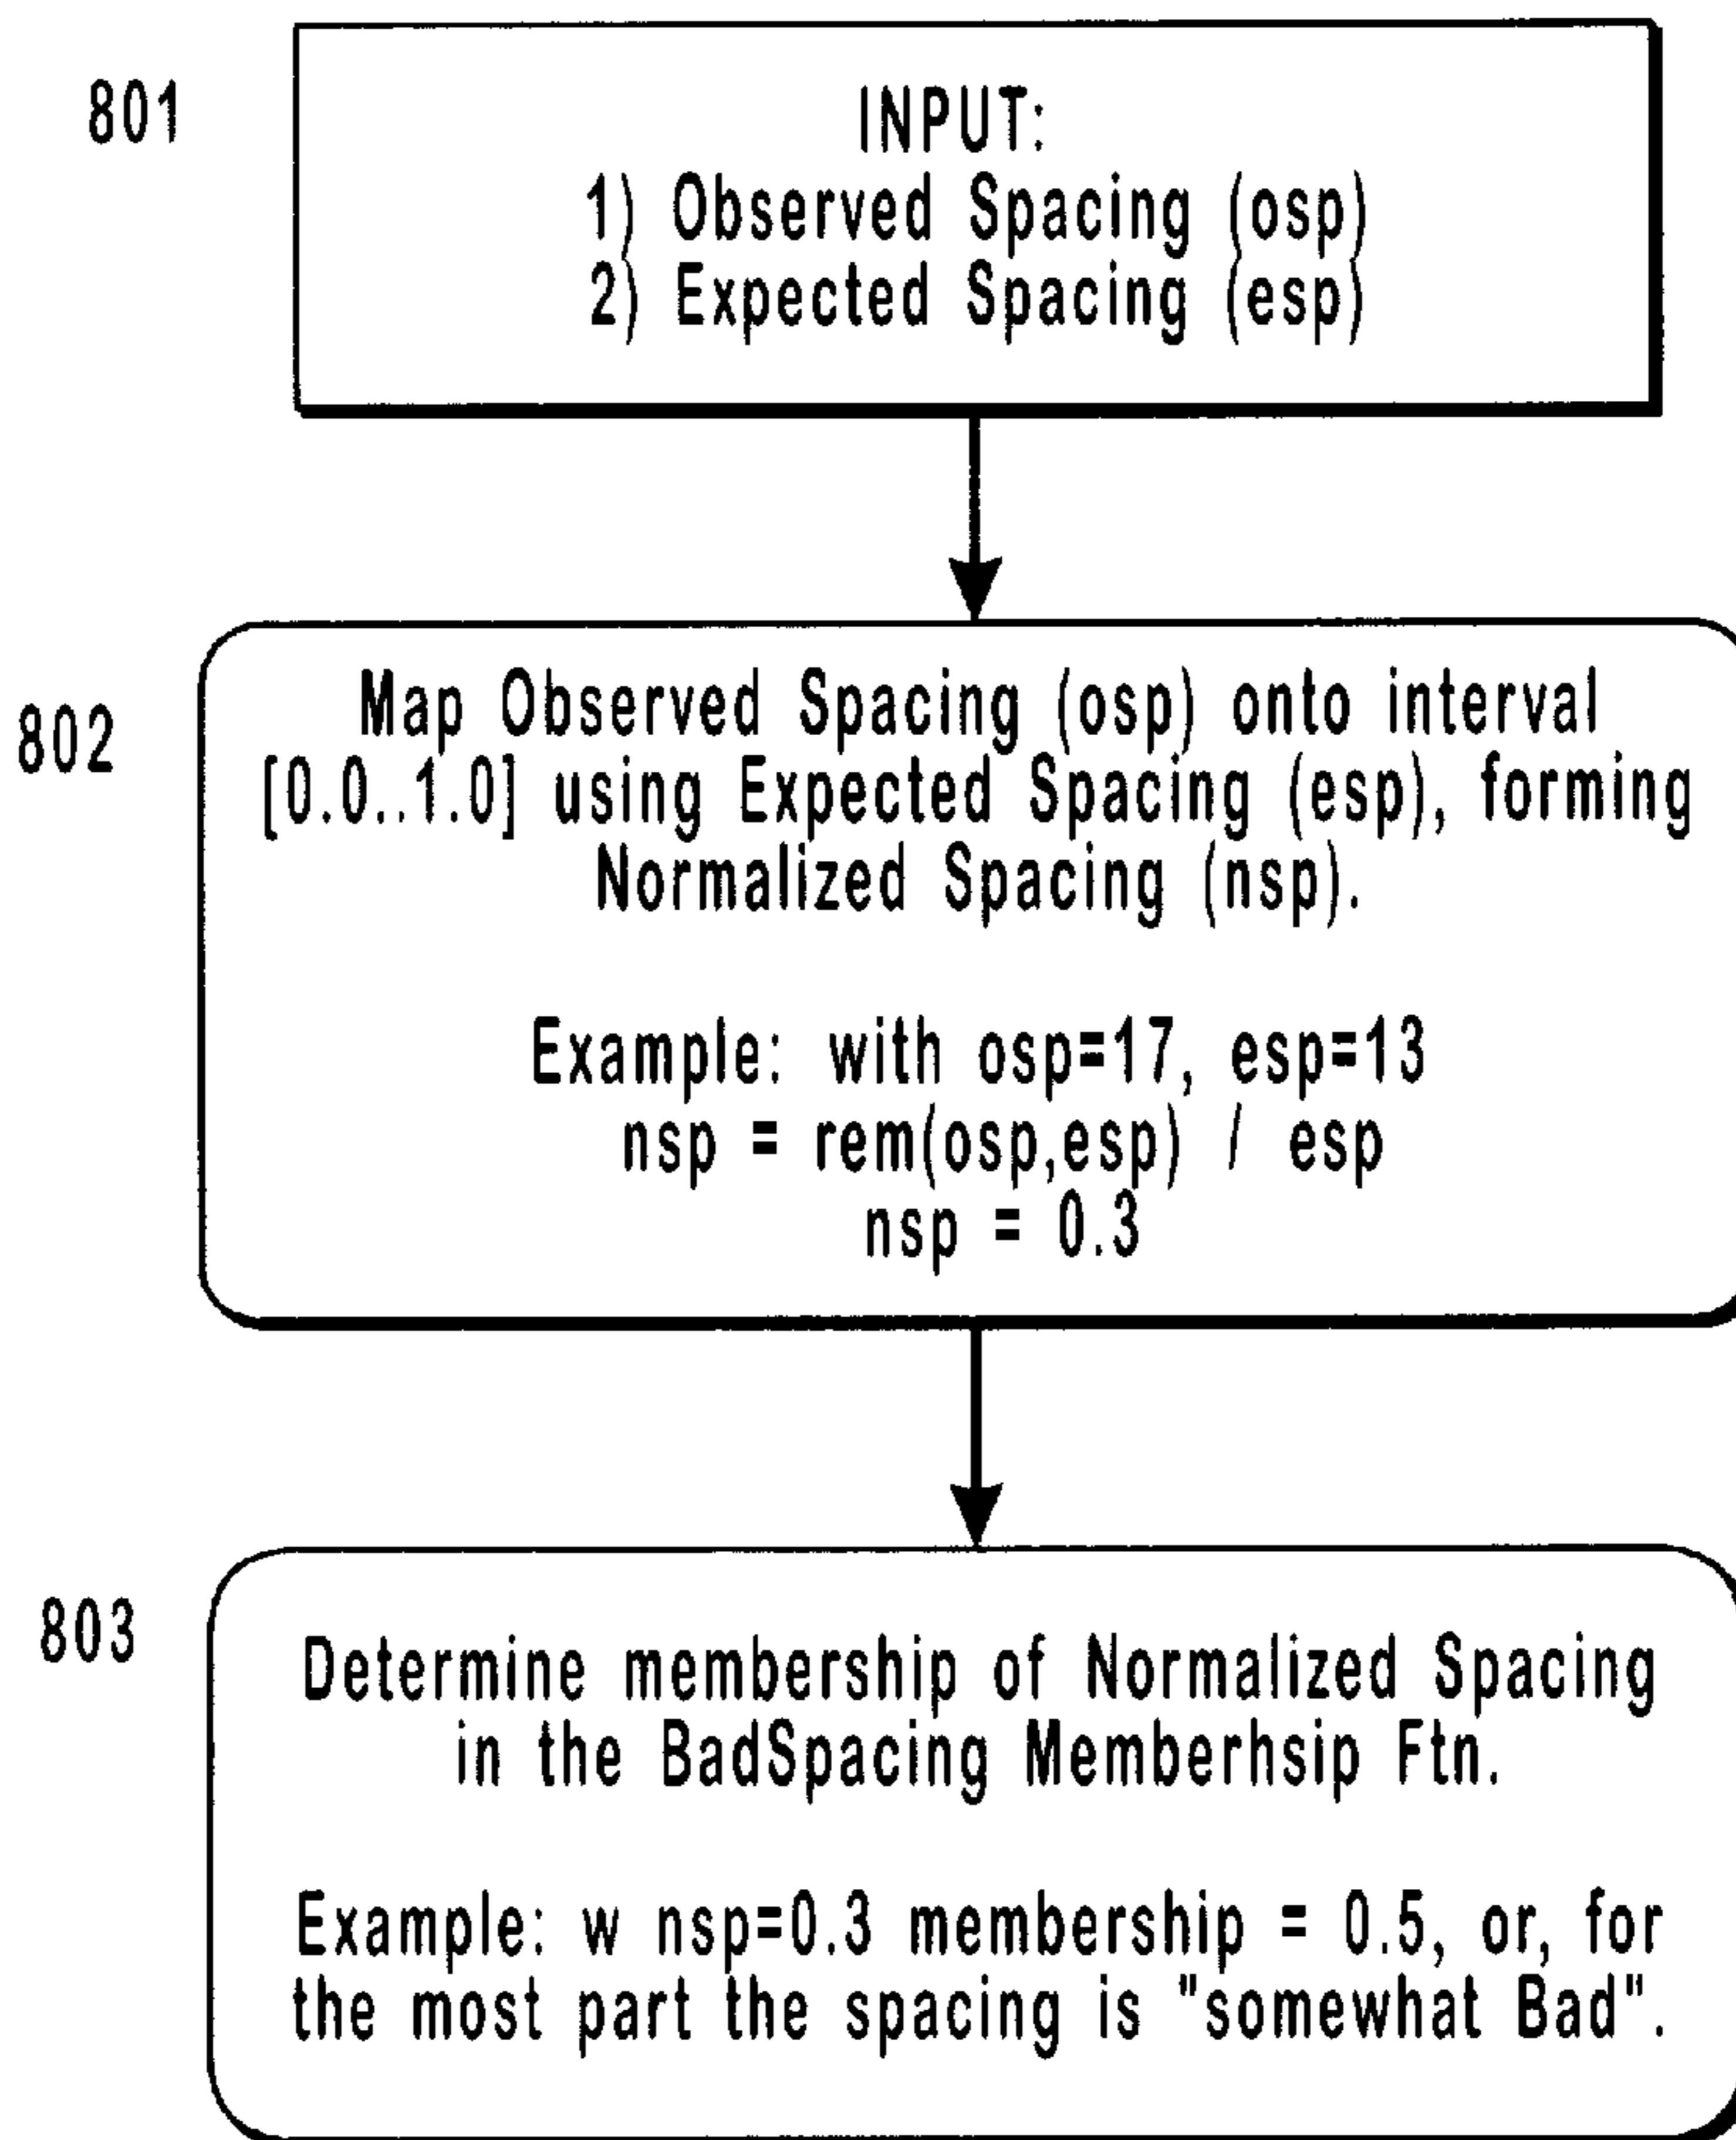 801
INPUT:
1) Observed Spacing (osp)
2) Expected Spacing (esp)
802
Map Observed Spacing (osp) onto interval
[0.0..1.0] using Expected Spacing (esp), forming
Normalized Spacing (nsp).
Example: with osp=17, esp=13
nsp = rem(osp,esp) / esp
nsp = 0.3
803
Determine membership of Normalized Spacing
in the BadSpacing Memberhsip Ftn.
Example: w nsp=0.3 membership = 0.5, or, for
the most part the spacing is "somewhat Bad".